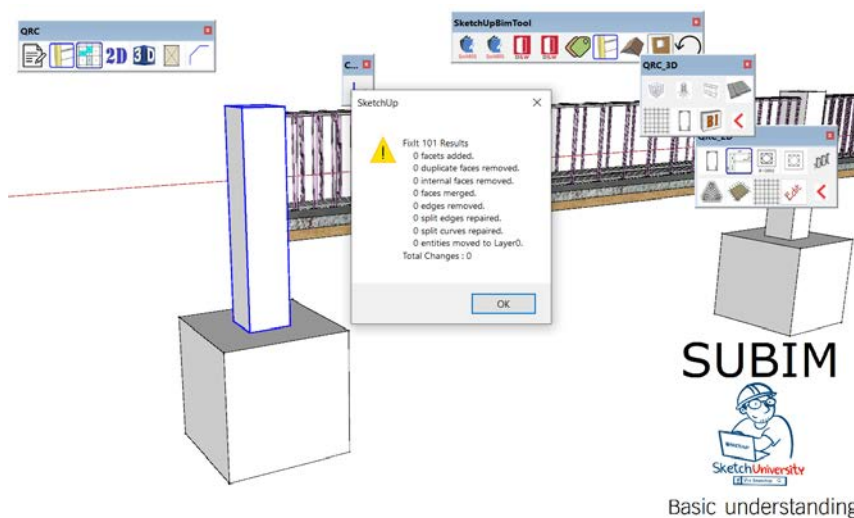 QRC
SketchUpBimTool
D&W
D&W
C...
QRC_3D
2D
3D
BI
QRC_2D
Edit
SketchUp
FixIt 101 Results
0 facets added.
0 duplicate faces removed.
0 internal faces removed.
0 faces merged.
0 edges removed.
0 split edges repaired.
0 split curves repaired.
0 entities moved to Layer0.
Total Changes : 0
OK
SUBIM
SketchUniversity
Basic understanding